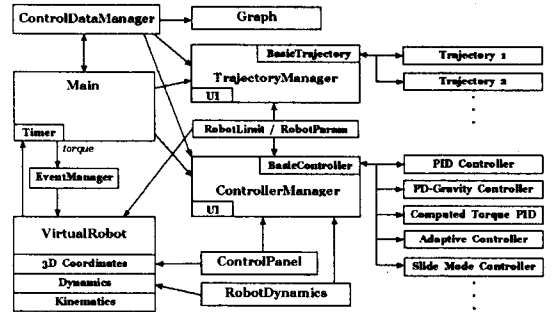 ControlDataManager
Graph
BasicTrajectory
Trajectory 1
TrajectoryManager
Main
Trajectory 2
UI
Timer
RobotLimit / RobotParam
torque
BasicController
PID Controller
EventManager
ControllerManager
PD-Gravity Controller
UI
Computed Torque PID
VirtualRobot
Adaptive Controller
3D Coordinates
ControlPanel
Slide Mode Controller
Dynamics
RobotDynamics
Kinematics